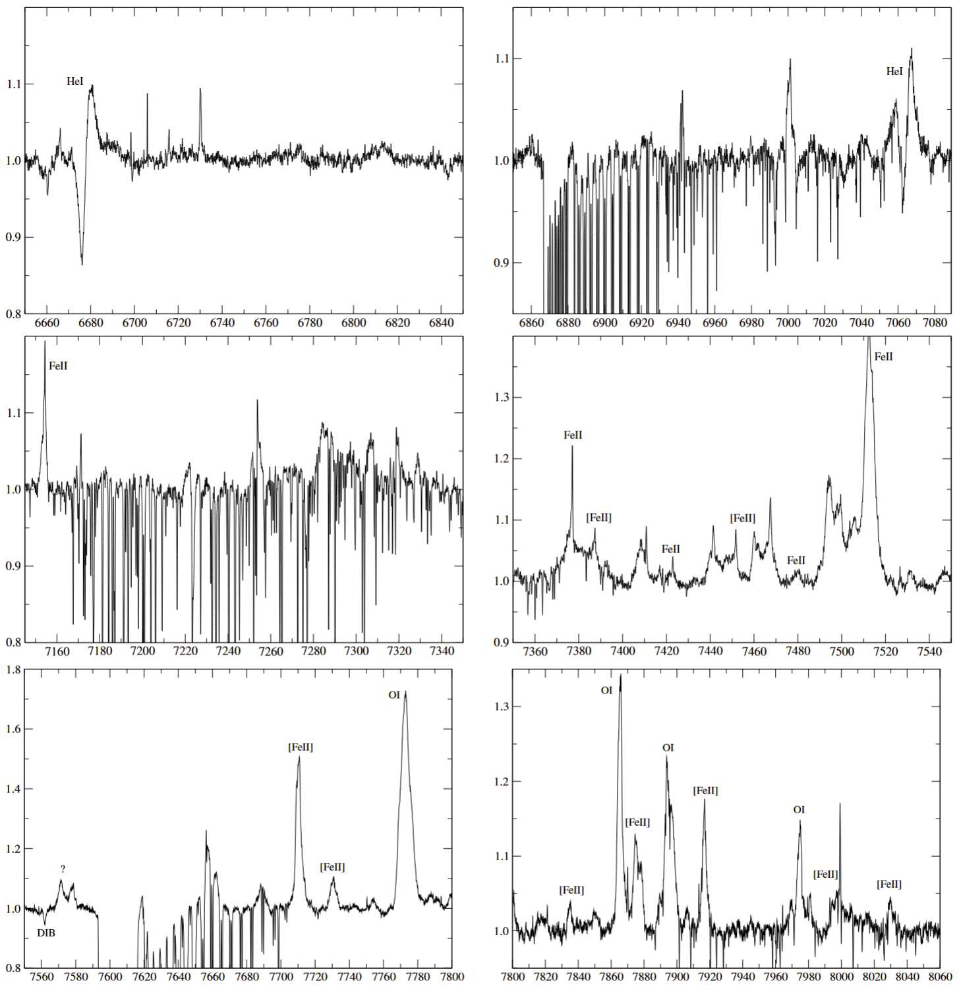 HeI
1.1
1.0
0.9
0.8
6660 6680 6700 6720 6740 6760 6780 6800 6820 6840
HeI
1.1
1.0
0.9
6860 6880 6900 6920 6940 6960 6980 7000 7020 7040 7060 7080
FeII
1.1
1.0
0.9
0.8
7160 7180 7200 7220 7240 7260 7280 7300 7320 7340
FeII
1.3
FeII
1.2
[FeII] [FeII]
1.1
FeII FeII
1.0
0.9
7360 7380 7400 7420 7440 7460 7480 7500 7520 7540
1.8
OI
1.6
[FeII]
1.4
[FeII]
1.2
?
1.0
DIB
0.8
7560 7580 7600 7620 7640 7660 7680 7700 7720 7740 7760 7780 7800
OI
1.3
OI
1.2
[FeII]
OI
[FeII]
1.1
[FeII]
[FeII]
[FeII]
1.0
7800 7820 7840 7860 7880 7900 7920 7940 7960 7980 8000 8020 8040 8060